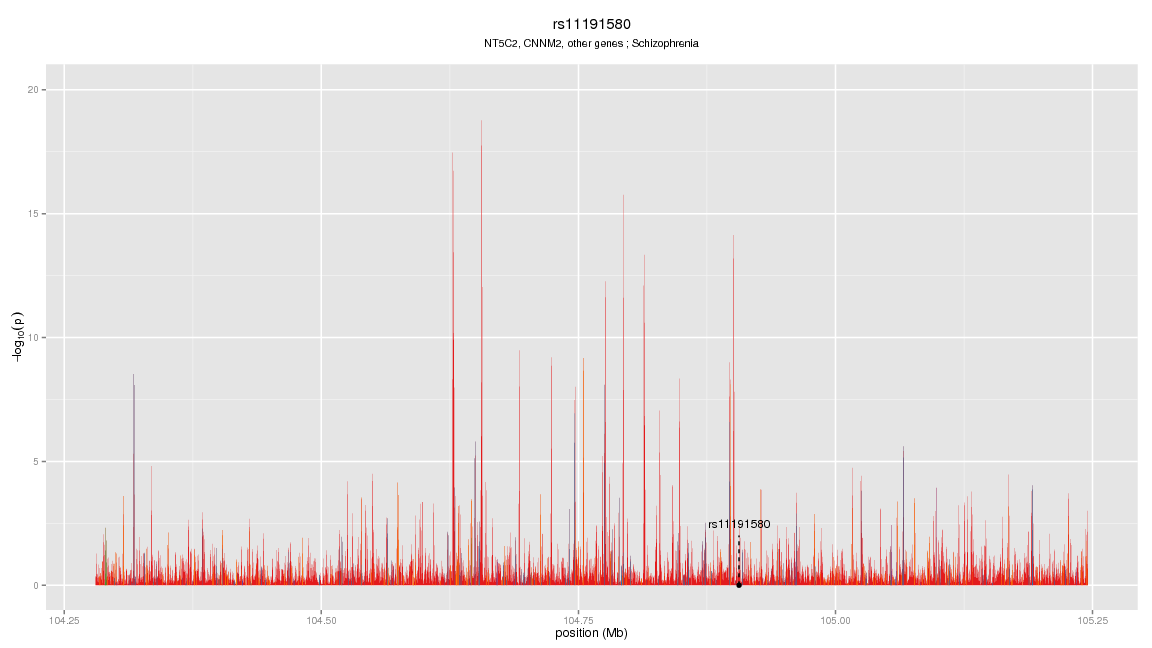 rs11191580
NT5C2, CNNM2, other genes ; Schizophrenia
20
15
10
5
0
−log10(p)
rs11191580
104.25 104.50 104.75 105.00 105.25
position (Mb)